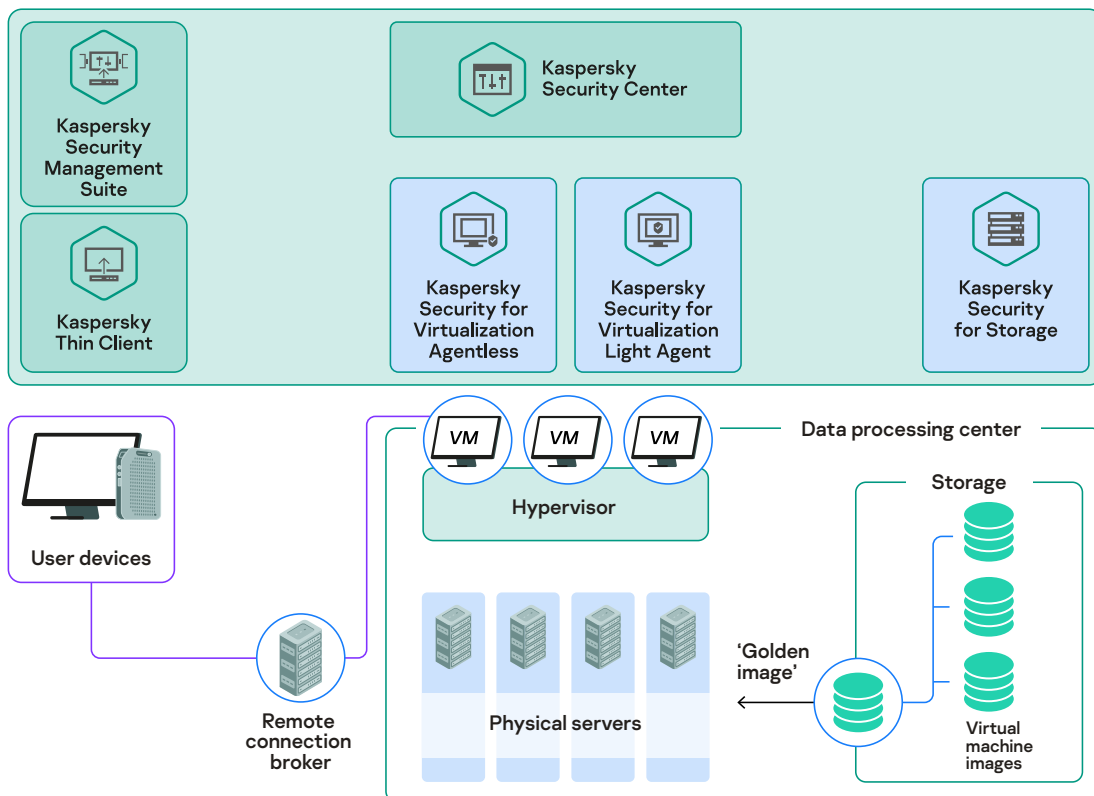 Kaspersky
Security
Management
Suite
Kaspersky
Security Center
Kaspersky
Thin Client
Kaspersky
Security for
Virtualization
Agentless
Kaspersky
Security for
Virtualization
Light Agent
Kaspersky
Security
for Storage
User devices
VM
VM
VM
Hypervisor
Data processing center
Storage
Remote
connection
broker
Physical servers
‘Golden
image’
Virtual
machine
images